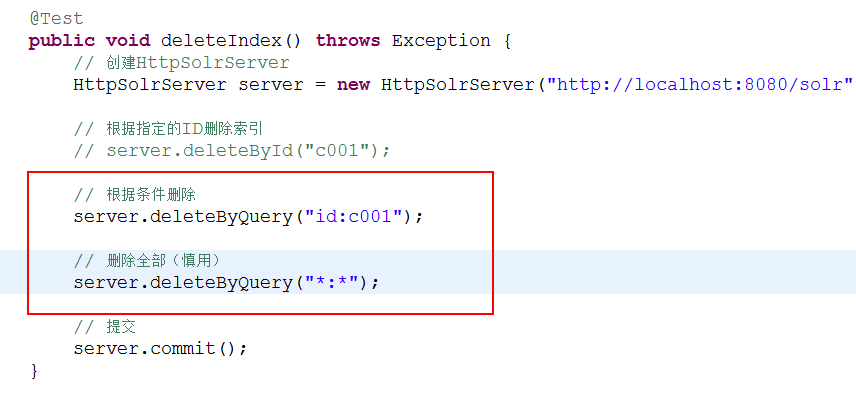 @Test
public void deleteIndex() throws Exception {
// 创建HttpSolrServer
HttpSolrServer server = new HttpSolrServer("http://localhost:8080/solr"
// 根据指定的ID删除索引
// server.deleteById("c001");
// 根据条件删除
server.deleteByQuery("id:c001");
// 删除全部（慎用）
server.deleteByQuery("*:*");
// 提交
server.commit();
}